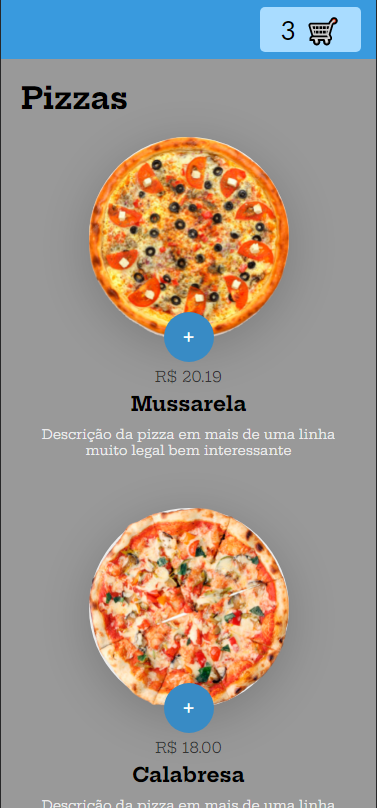 3
Pizzas
+
R$ 20.19
Mussarela
Descrição da pizza em mais de uma linha
muito legal bem interessante
+
R$ 18.00
Calabresa
Descrição da pizza em mais de uma linha